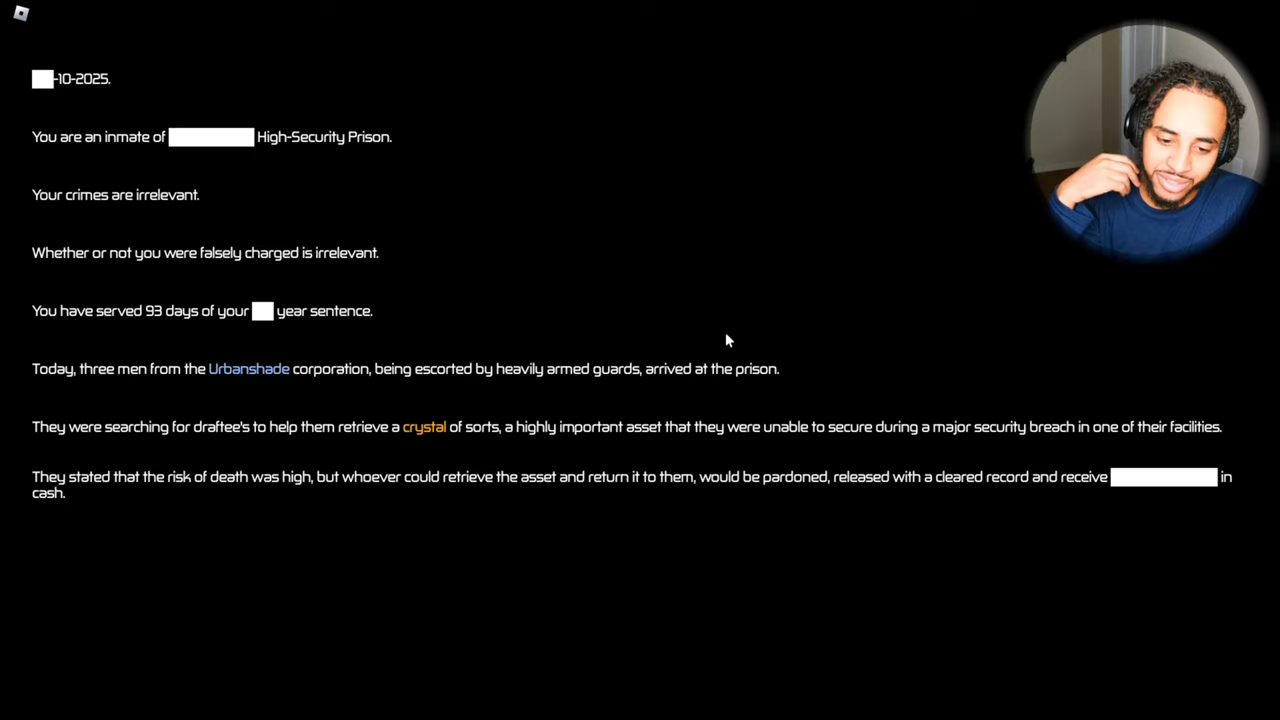 -10-2025.
You are an inmate of High-Security Prison.
Your crimes are irrelevant.
Whether or not you were falsely charged is irrelevant.
You have served 93 days of your year sentence.
Today, three men from the Urbanshade corporation, being escorted by heavily armed guards, arrived at the prison.
They were searching for draftee's to help them retrieve a crystal of sorts, a highly important asset that they were unable to secure during a major security breach in one of their facilities.
They stated that the risk of death was high, but whoever could retrieve the asset and return it to them, would be pardoned, released with a cleared record and receive in
cash.